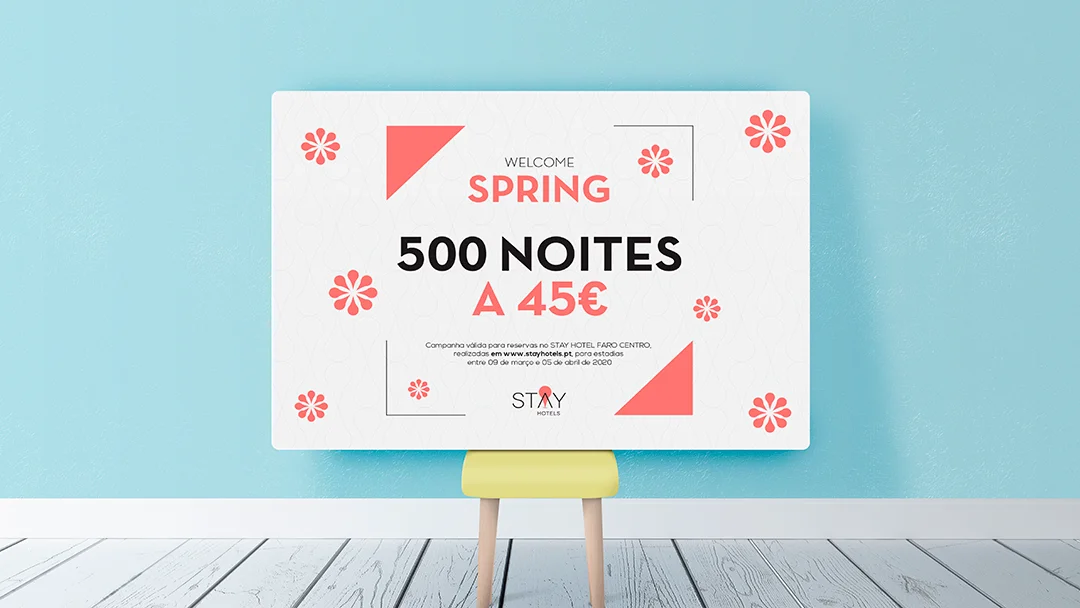 WELCOME
SPRING
500 NOITES
A 45€
Campanha válida para reservas no STAY HOTEL FARO CENTRO,
realizadas em www.stayhotels.pt, para estadias
entre 09 de março e 05 de abril de 2020
STAY
HOTELS